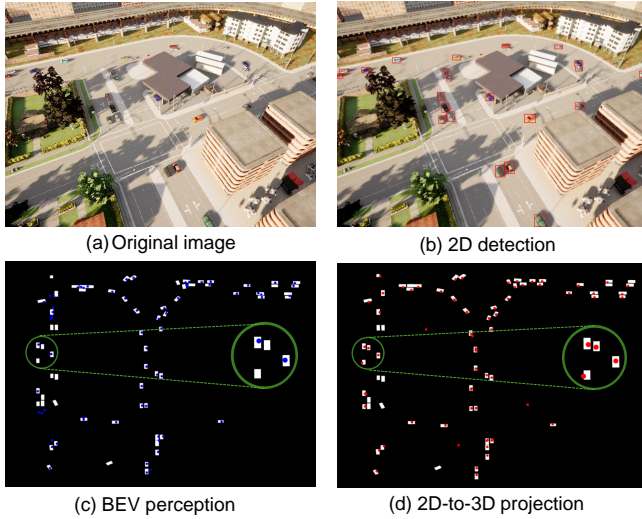 (a) Original image
(b) 2D detection
(c) BEV perception
(d) 2D-to-3D projection